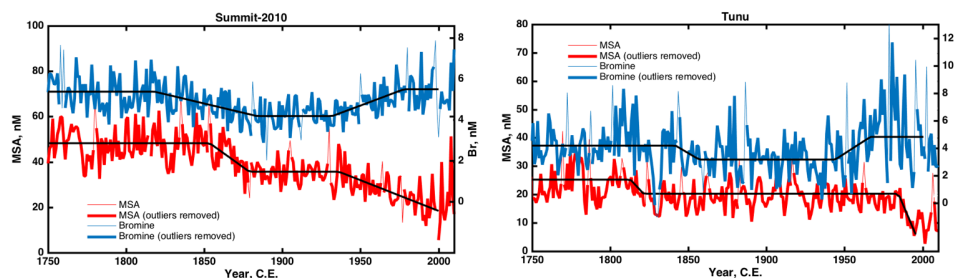 Summit-2010
100
80
60
40
20
0
MSA, nM
8
6
4
2
0
Br, nM
MSA
MSA (outliers removed)
Bromine
Bromine (outliers removed)
1750 1800 1850 1900 1950 2000
Year, C.E.
Tunu
80
70
60
50
40
30
20
10
0
MSA, nM
12
10
8
6
4
2
0
MSA
MSA (outliers removed)
Bromine
Bromine (outliers removed)
1750 1800 1850 1900 1950 2000
Year, C.E.